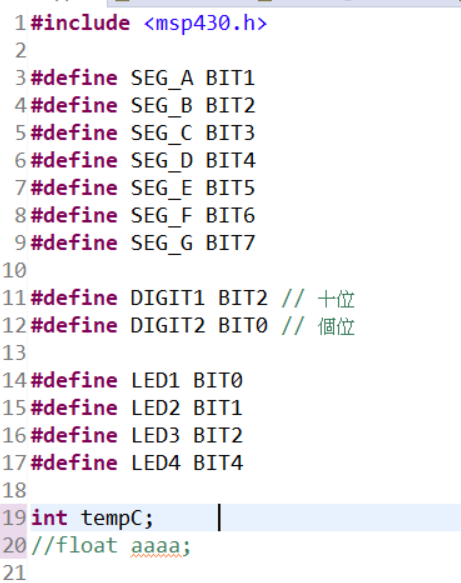 1 #include <msp430.h>
2
3 #define SEG_A BIT1
4 #define SEG_B BIT2
5 #define SEG_C BIT3
6 #define SEG_D BIT4
7 #define SEG_E BIT5
8 #define SEG_F BIT6
9 #define SEG_G BIT7
10
11 #define DIGIT1 BIT2 // 十位
12 #define DIGIT2 BIT0 // 個位
13
14 #define LED1 BIT0
15 #define LED2 BIT1
16 #define LED3 BIT2
17 #define LED4 BIT4
18
19 int tempC;
20 //float aaaa;
21